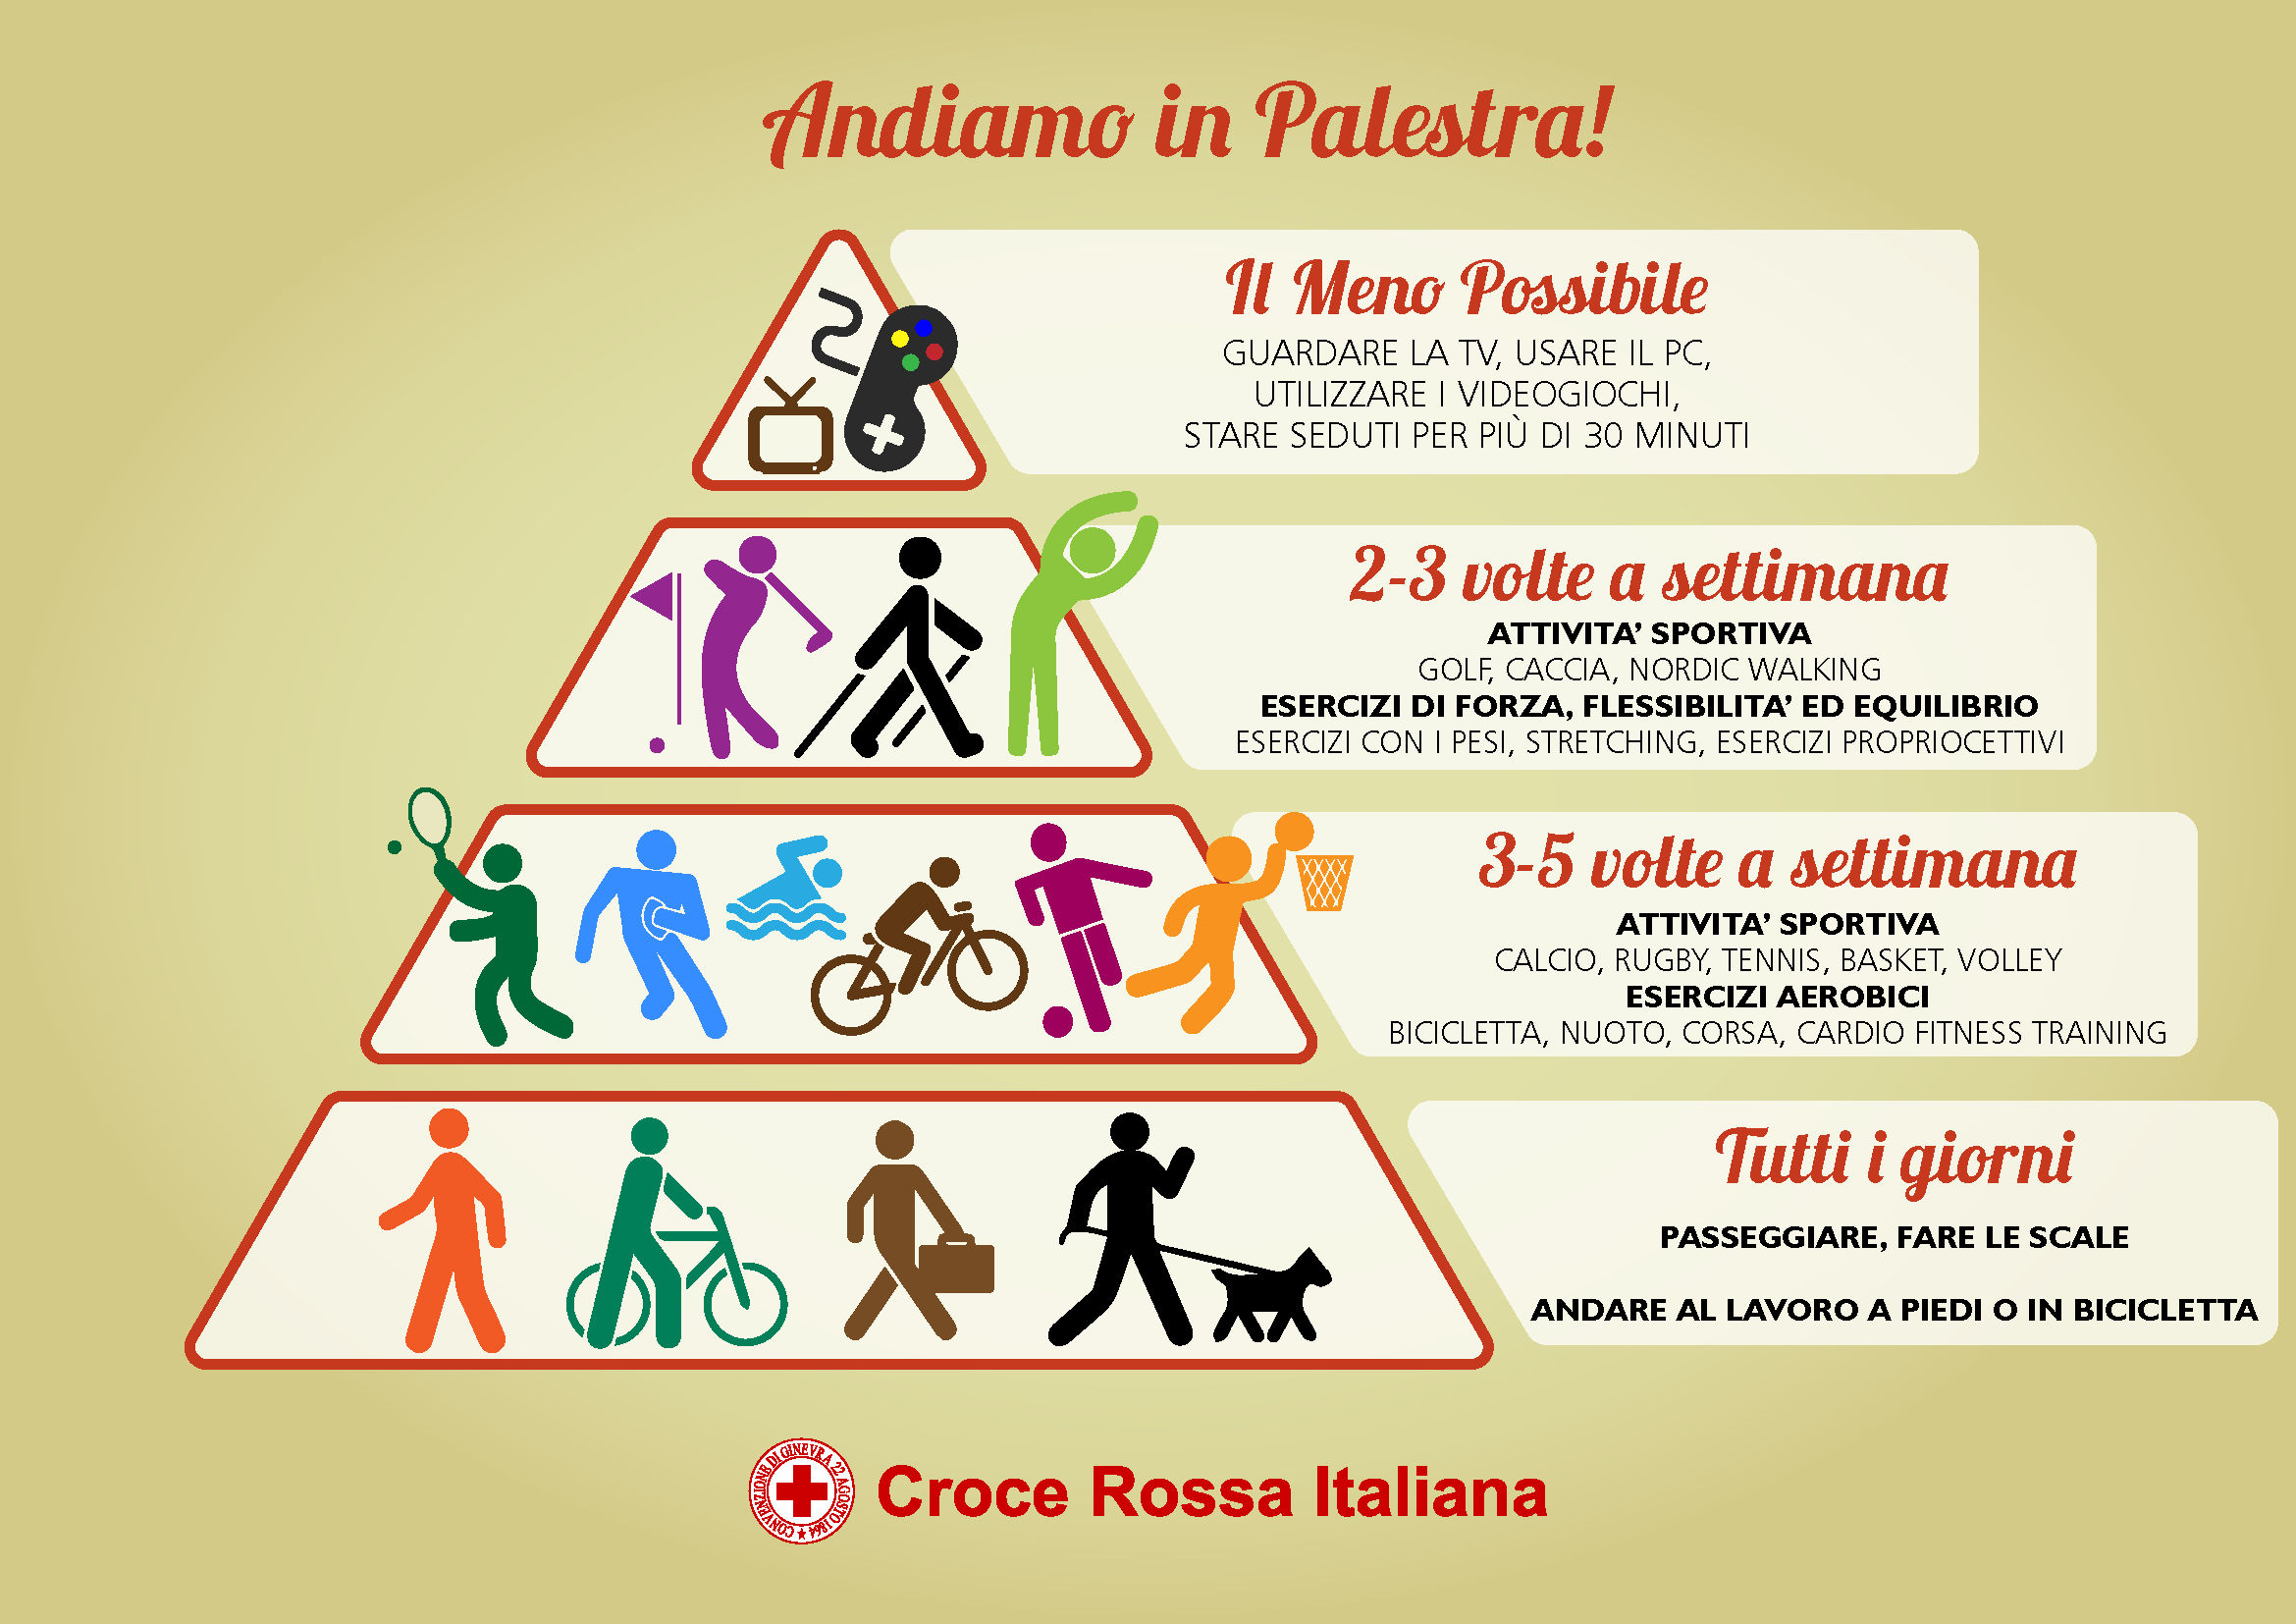 Andiamo in Palestra!
Il Meno Possibile
GUARDARE LA TV, USARE IL PC,
UTILIZZARE I VIDEOGIOCHI,
STARE SEDUTI PER PIÙ DI 30 MINUTI
2-3 volte a settimana
ATTIVITA’ SPORTIVA
GOLF, CACCIA, NORDIC WALKING
ESERCIZI DI FORZA, FLESSIBILITA’ ED EQUILIBRIO
ESERCIZI CON I PESI, STRETCHING, ESERCIZI PROPRIOCETTIVI
3-5 volte a settimana
ATTIVITA’ SPORTIVA
CALCIO, RUGBY, TENNIS, BASKET, VOLLEY
ESERCIZI AEROBICI
BICICLETTA, NUOTO, CORSA, CARDIO FITNESS TRAINING
Tutti i giorni
PASSEGGIARE, FARE LE SCALE
ANDARE AL LAVORO A PIEDI O IN BICICLETTA
CONVENZIONE DI GINEVRA 22 AGOSTO 1864
Croce Rossa Italiana